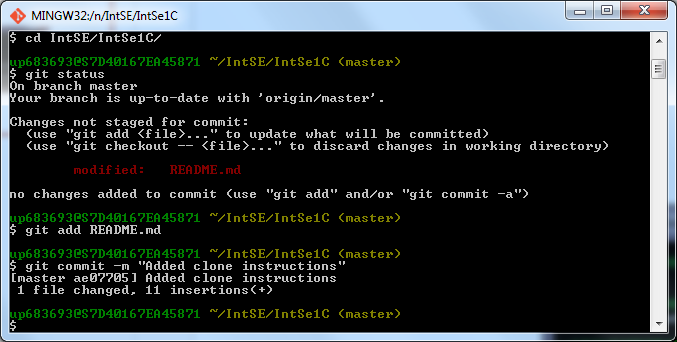 MINGW32:/n/IntSE/IntSe1C
$ cd IntSE/IntSe1C/
up683693@S7D40167EA45871 ~/IntSE/IntSe1C (master)
$ git status
On branch master
Your branch is up-to-date with 'origin/master'.
Changes not staged for commit:
(use "git add <file>..." to update what will be committed)
(use "git checkout -- <file>..." to discard changes in working directory)
modified: README.md
no changes added to commit (use "git add" and/or "git commit -a")
up683693@S7D40167EA45871 ~/IntSE/IntSe1C (master)
$ git add README.md
up683693@S7D40167EA45871 ~/IntSE/IntSe1C (master)
$ git commit -m "Added clone instructions"
[master ae07705] Added clone instructions
1 file changed, 11 insertions(+)
up683693@S7D40167EA45871 ~/IntSE/IntSe1C (master)
$